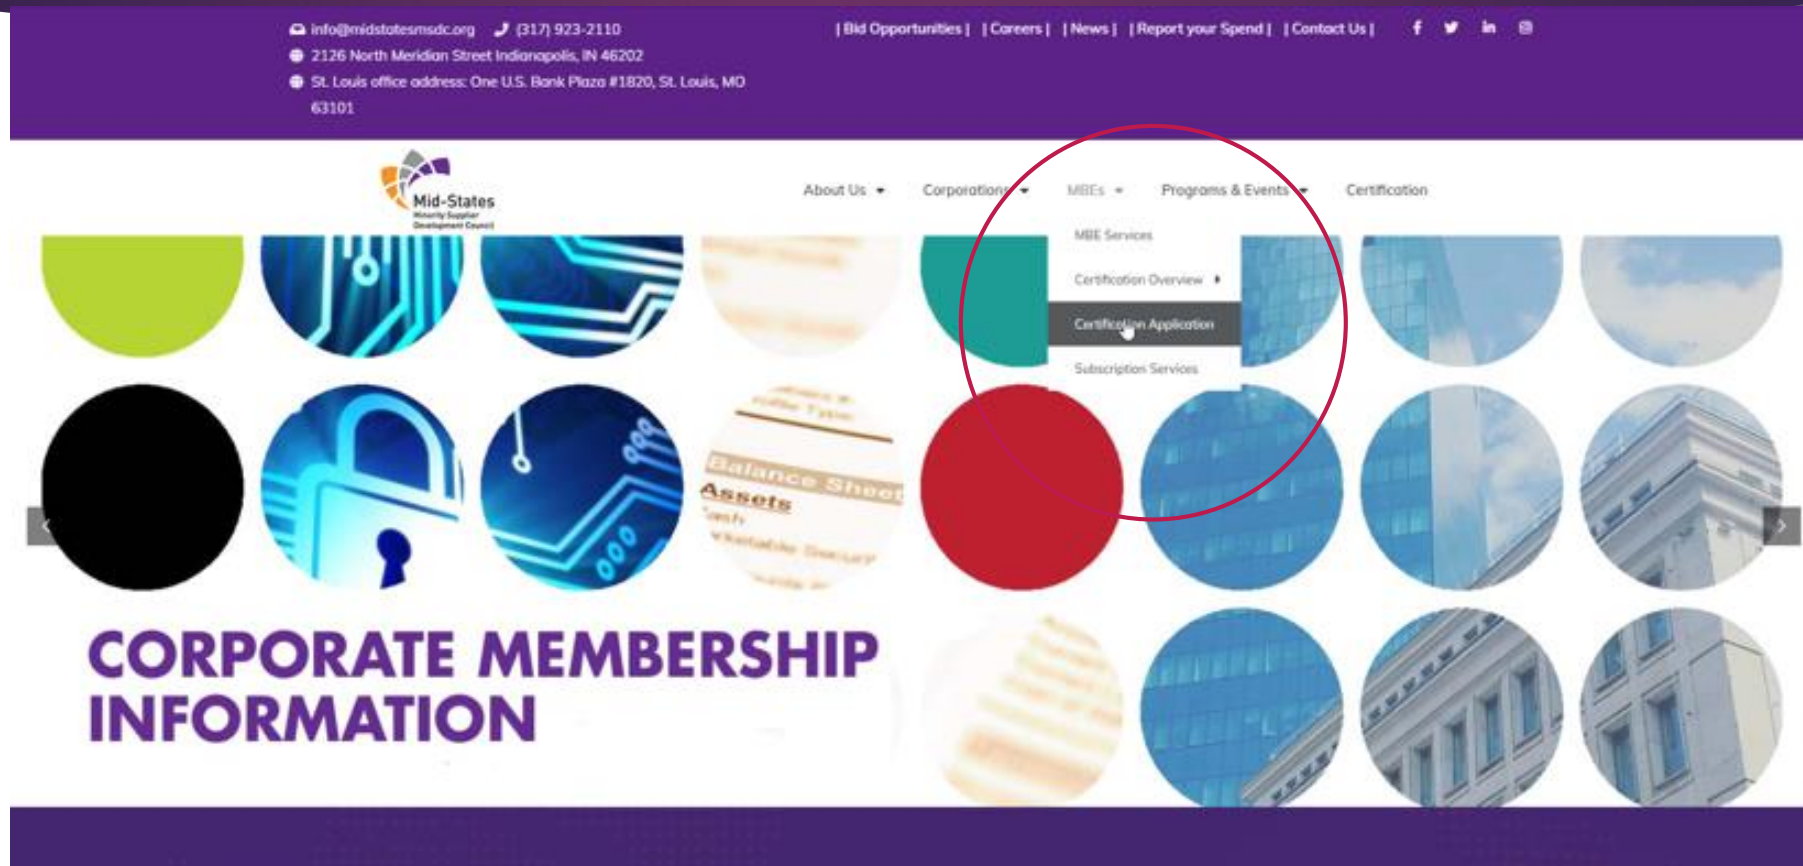 info@midstatesmsdc.org (317) 923-2110
2126 North Meridian Street Indianapolis, IN 46202
St. Louis office address: One U.S. Bank Plaza #1820, St. Louis, MO
63101
| Bid Opportunities | | Careers | | News | | Report your Spend | | Contact Us |
Mid-States
Minority Supplier
Development Council
About Us Corporations MBEs Programs & Events Certification
MBE Services
Certification Overview
Certification Application
Subscription Services
Balance Sheet
Assets
CORPORATE MEMBERSHIP
INFORMATION